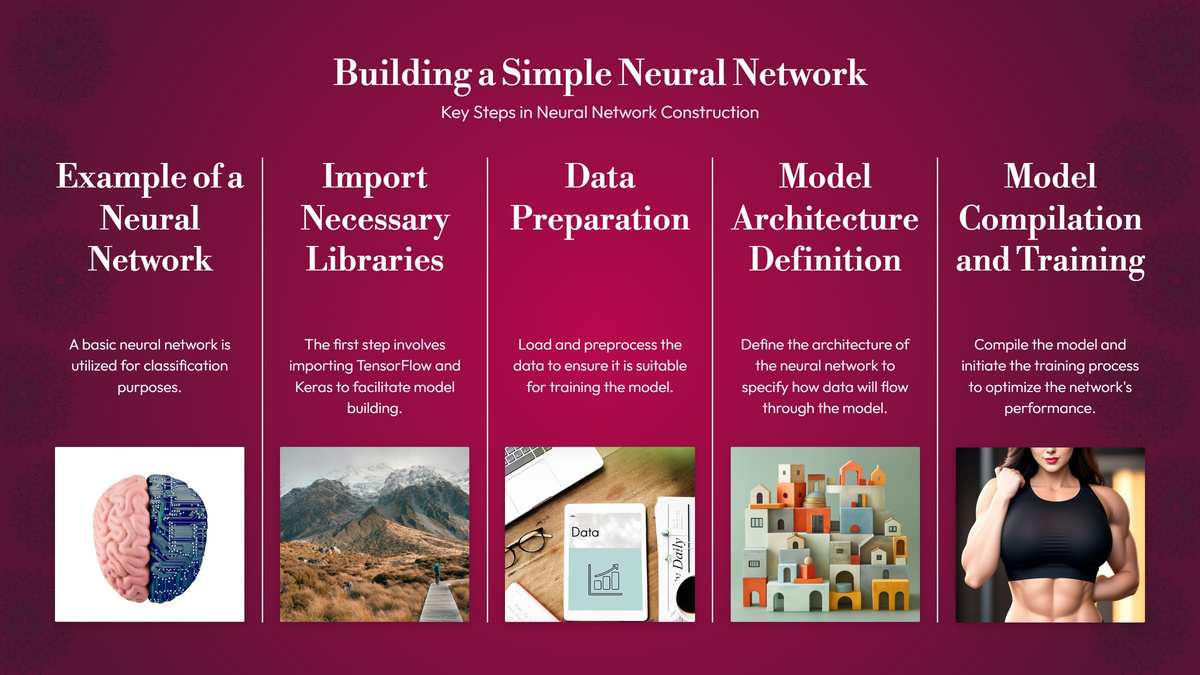 Building a Simple Neural Network
Key Steps in Neural Network Construction
Example of a
Neural
Network
A basic neural network is
utilized for classification
purposes.
Import
Necessary
Libraries
The first step involves
importing TensorFlow and
Keras to facilitate model
building.
Data
Preparation
Load and preprocess the
data to ensure it is suitable
for training the model.
Data
Daily
Model
Architecture
Definition
Define the architecture of
the neural network to
specify how data will flow
through the model.
Model
Compilation
and Training
Compile the model and
initiate the training process
to optimize the network's
performance.